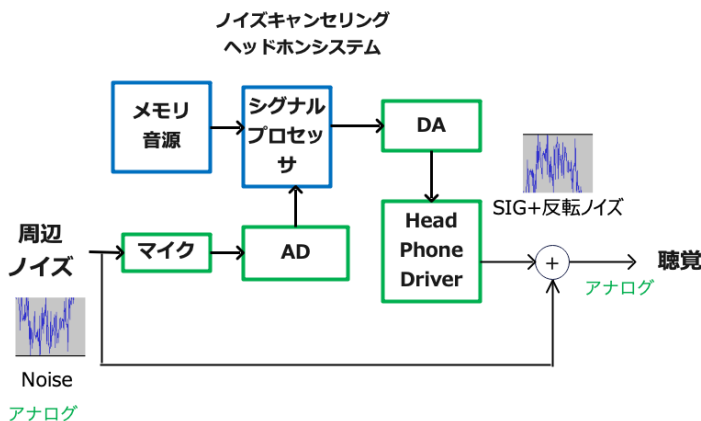 ノイズキャンセリング
ヘッドホンシステム
メモリ
音源
シグナル
プロセッ
サ
DA
SIG+反転ノイズ
周辺
ノイズ
マイク
AD
Head
Phone
Driver
+
聴覚
アナログ
Noise
アナログ